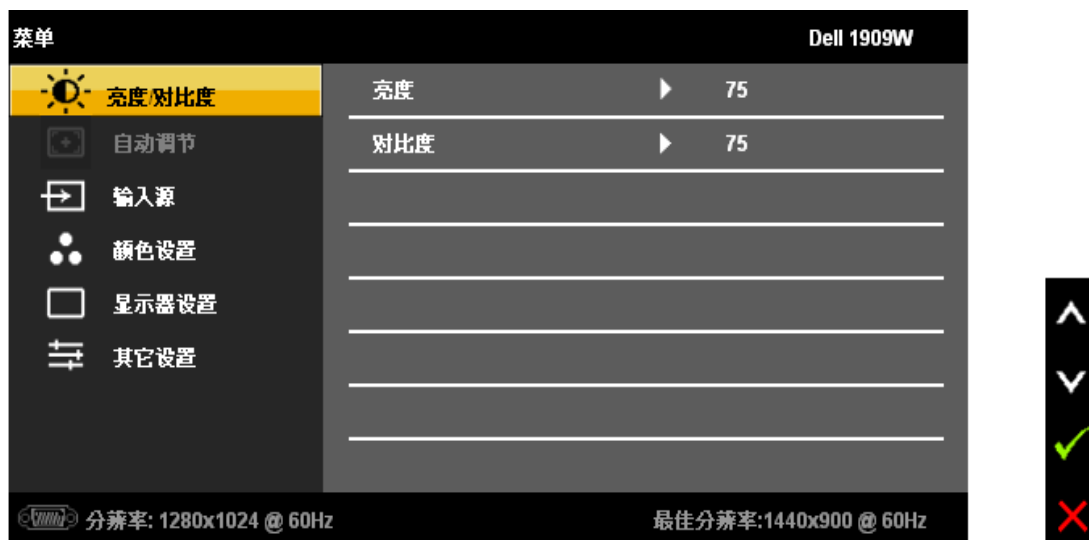 菜单
Dell 1909W
亮度/对比度
亮度
75
自动调节
对比度
75
输入源
颜色设置
显示器设置
其它设置
分辨率: 1280x1024 @ 60Hz
最佳分辨率:1440x900 @ 60Hz